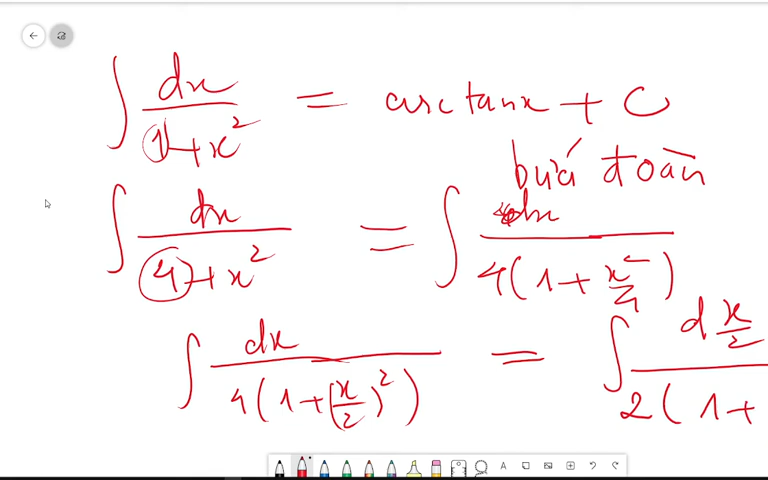 ∫ dx/(1+x²) = arctanx + C
bứa đoàn
∫ dx/(4+x²) = ∫ dx/(4(1+x²/4))
∫ dx/(4(1+(x/2)²)) = ∫ d x/2 /(2(1+